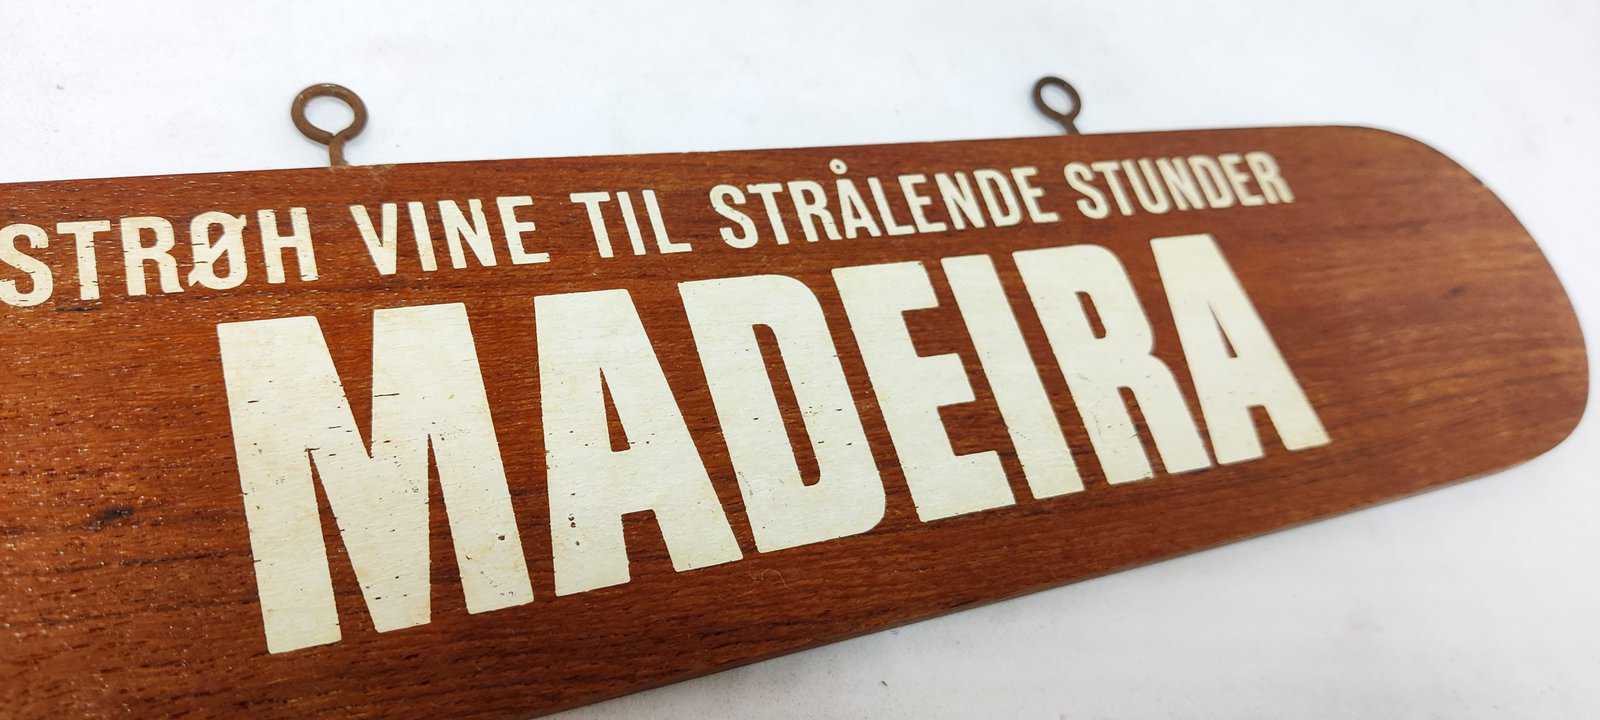 STRØH VINE TIL STRÅLENDE STUNDER
MADEIRA